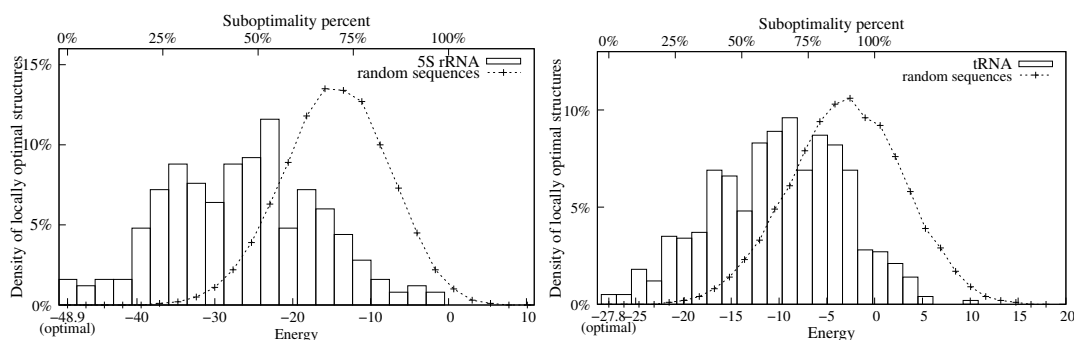 Suboptimality percent
0% 25% 50% 75% 100%
15%
10%
5%
0%
Density of locally optimal structures
5S rRNA
random sequences
−48.9 −40 −30 −20 −10 0 10
(optimal)
Energy
Suboptimality percent
0% 25% 50% 75% 100%
10%
5%
0%
Density of locally optimal structures
tRNA
random sequences
−27.8 −25 −20 −15 −10 −5 0 5 10 15 20
(optimal)
Energy